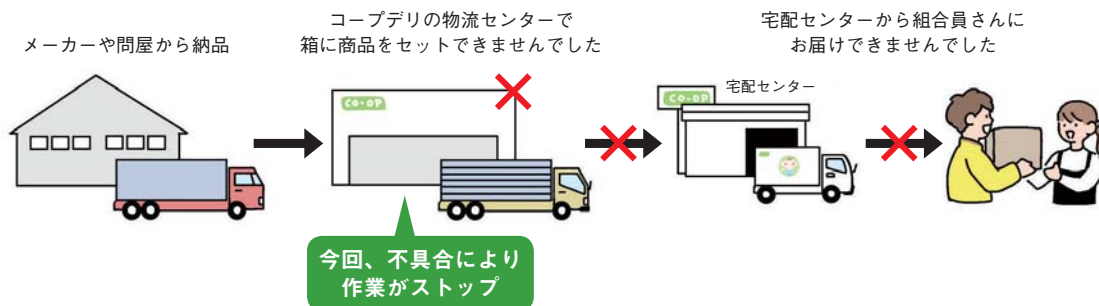 メーカーや問屋から納品
コープデリの物流センターで
箱に商品をセットできませんでした
宅配センターから組合員さんに
お届けできませんでした
CO-OP
CO-OP
宅配センター
今回、不具合により
作業がストップ